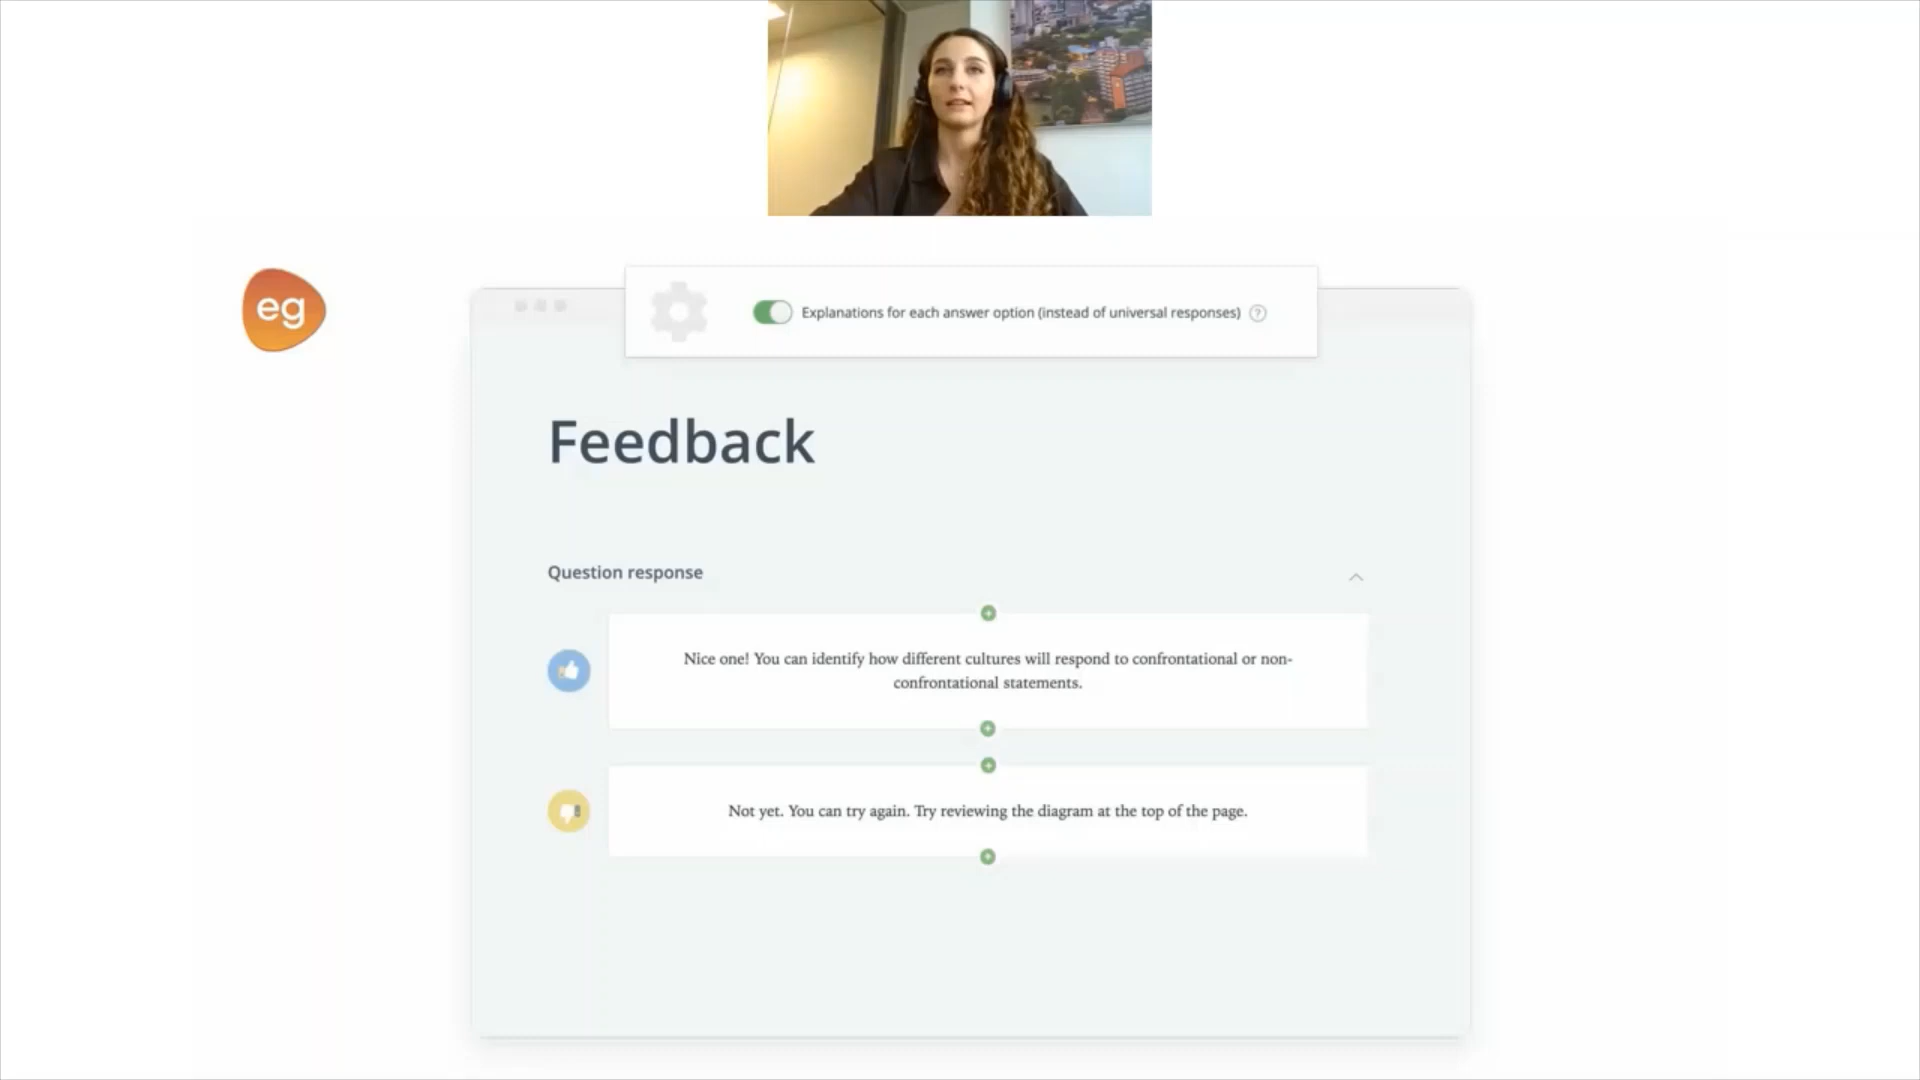 eg
Explanations for each answer option (instead of universal responses) ?
Feedback
Question response
Nice one! You can identify how different cultures will respond to confrontational or non-
confrontational statements.
Not yet. You can try again. Try reviewing the diagram at the top of the page.